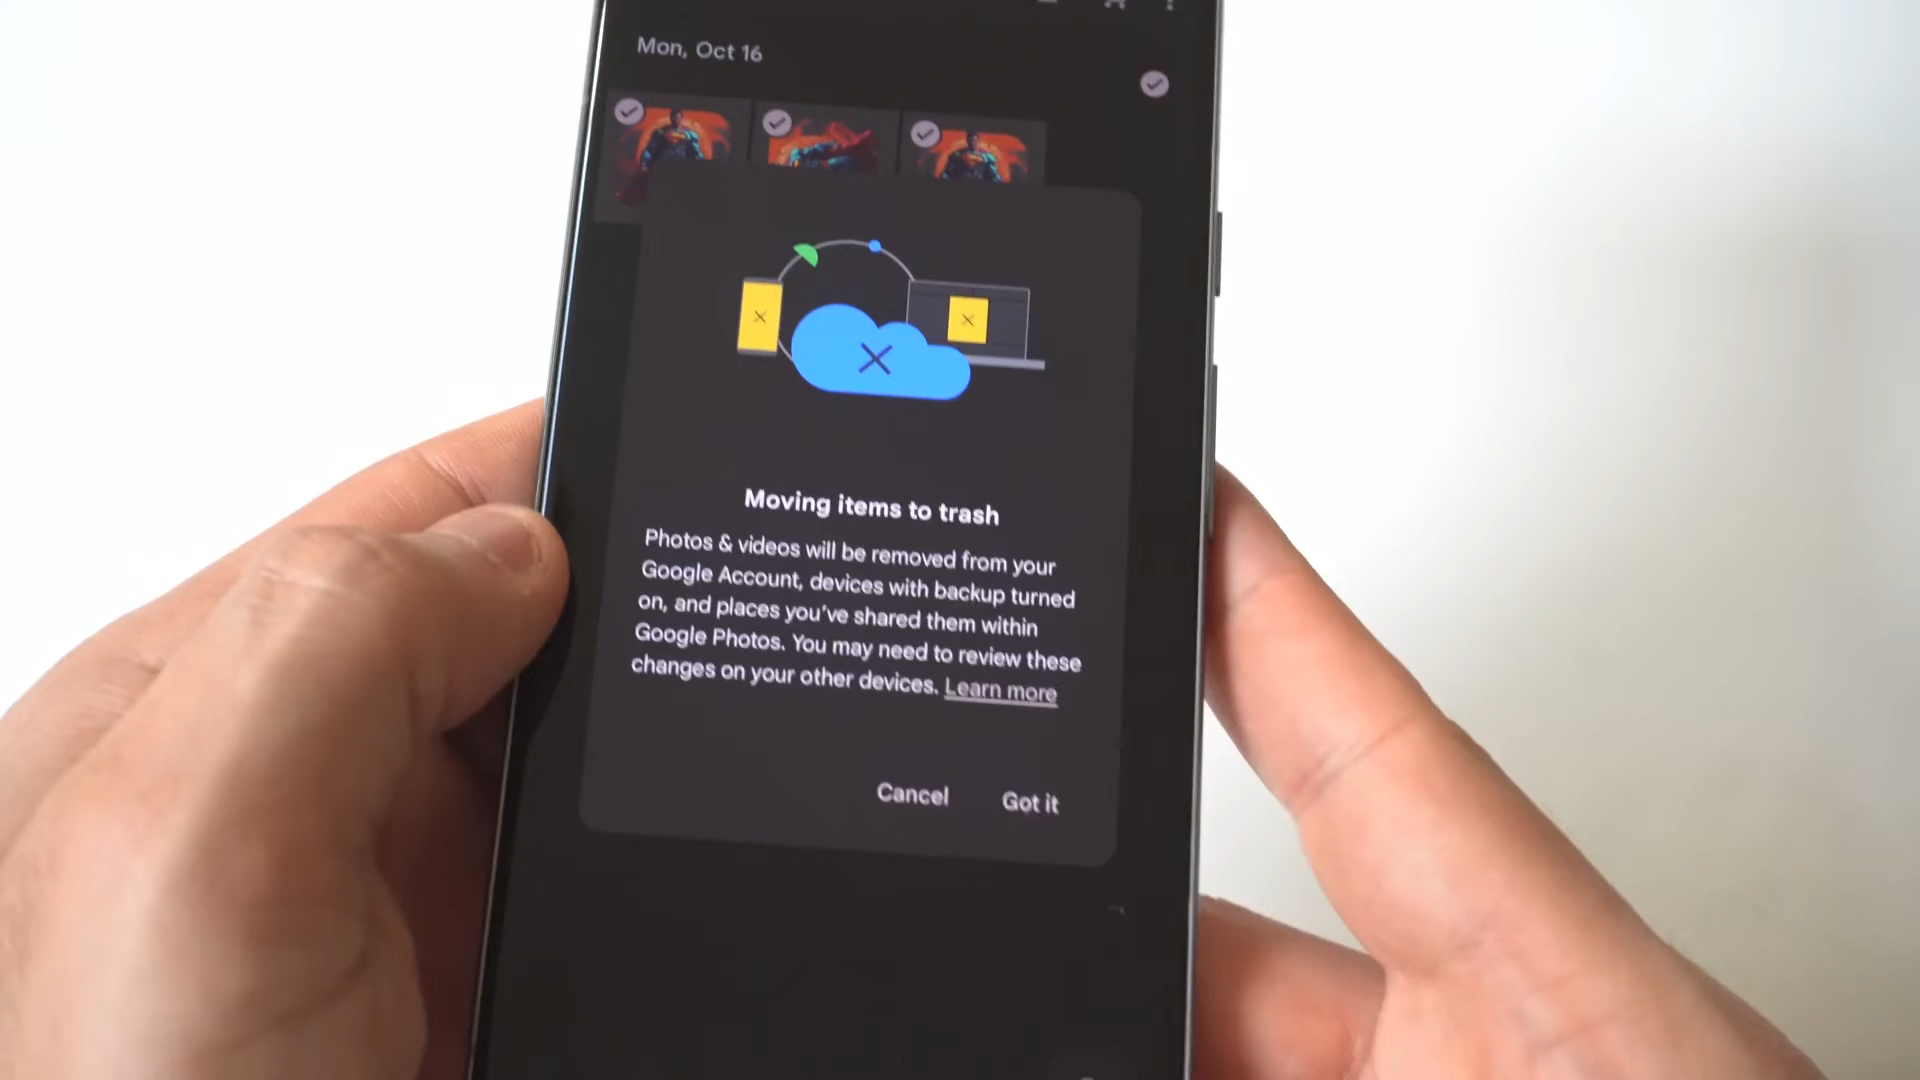 Mon, Oct 16
Moving items to trash
Photos & videos will be removed from your
Google Account, devices with backup turned
on, and places you've shared them within
Google Photos. You may need to review these
changes on your other devices. Learn more
Cancel Got it